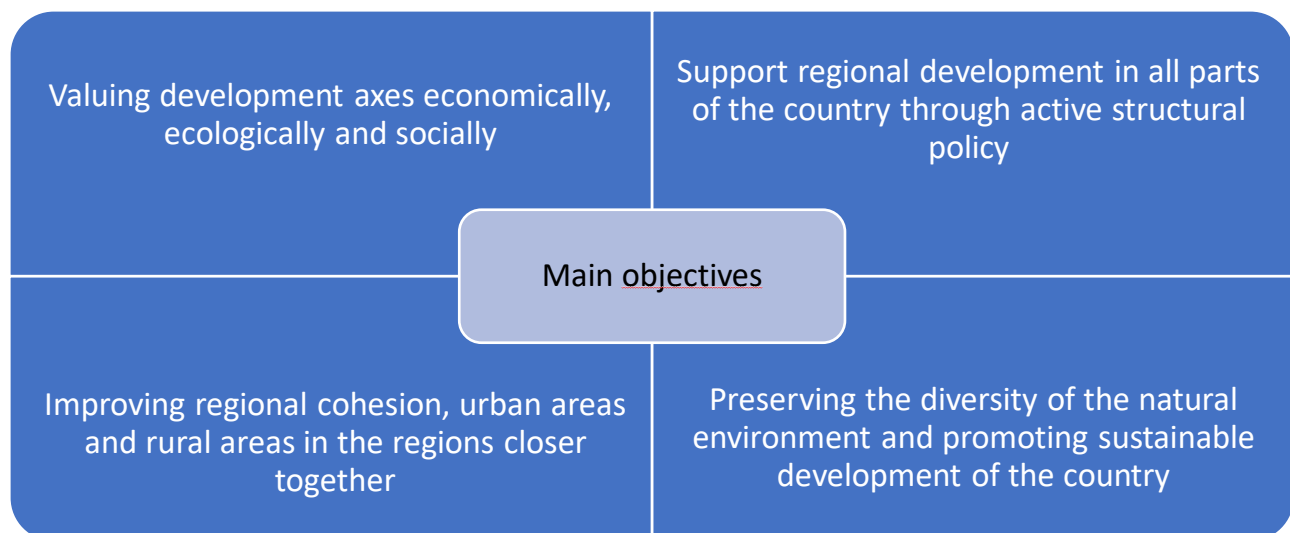 Valuing development axes economically,
ecologically and socially
Support regional development in all parts
of the country through active structural
policy
Main objectives
Improving regional cohesion, urban areas
and rural areas in the regions closer
together
Preserving the diversity of the natural
environment and promoting sustainable
development of the country